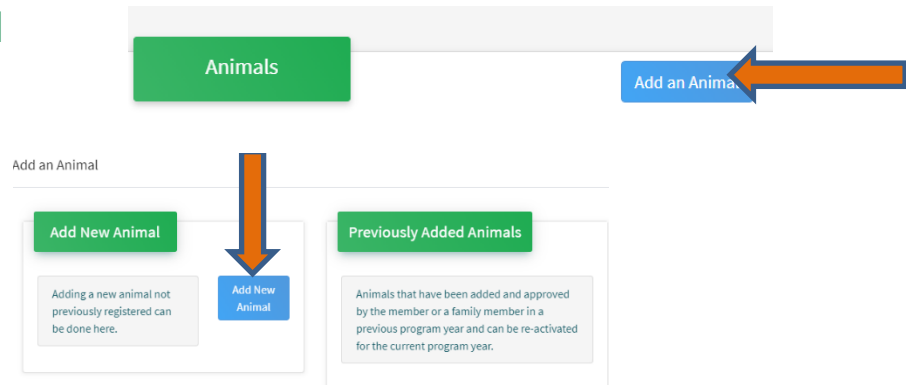 Animals
Add an Anima
Add an Animal
Add New Animal
Adding a new animal not
previously registered can
be done here.
Add New
Animal
Previously Added Animals
Animals that have been added and approved
by the member or a family member in a
previous program year and can be re-activated
for the current program year.